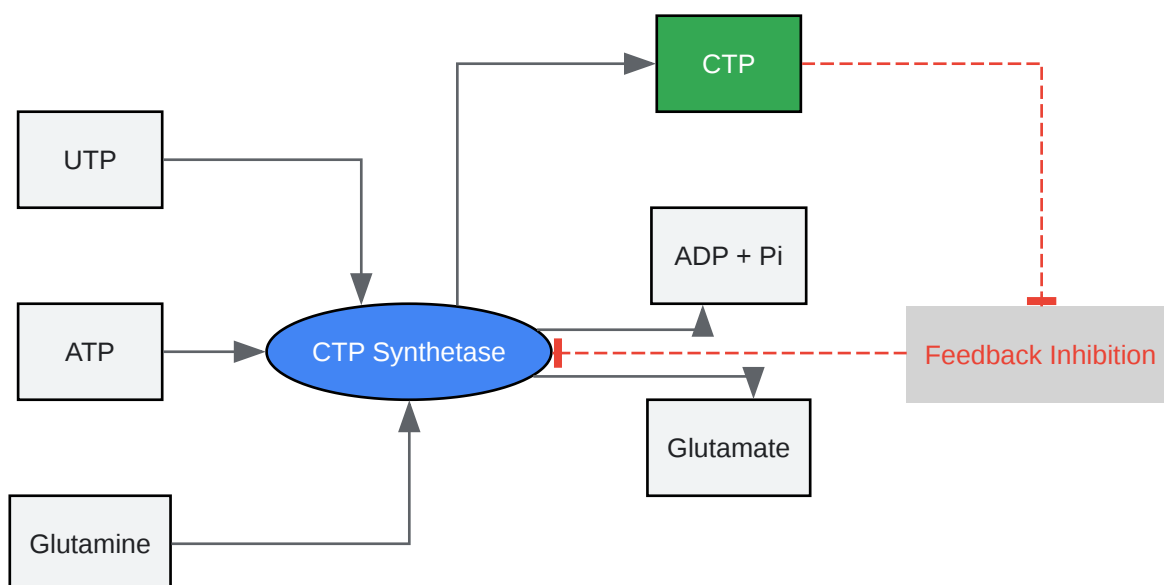 CTP
UTP
ADP + Pi
ATP
CTP Synthetase
Feedback Inhibition
Glutamate
Glutamine